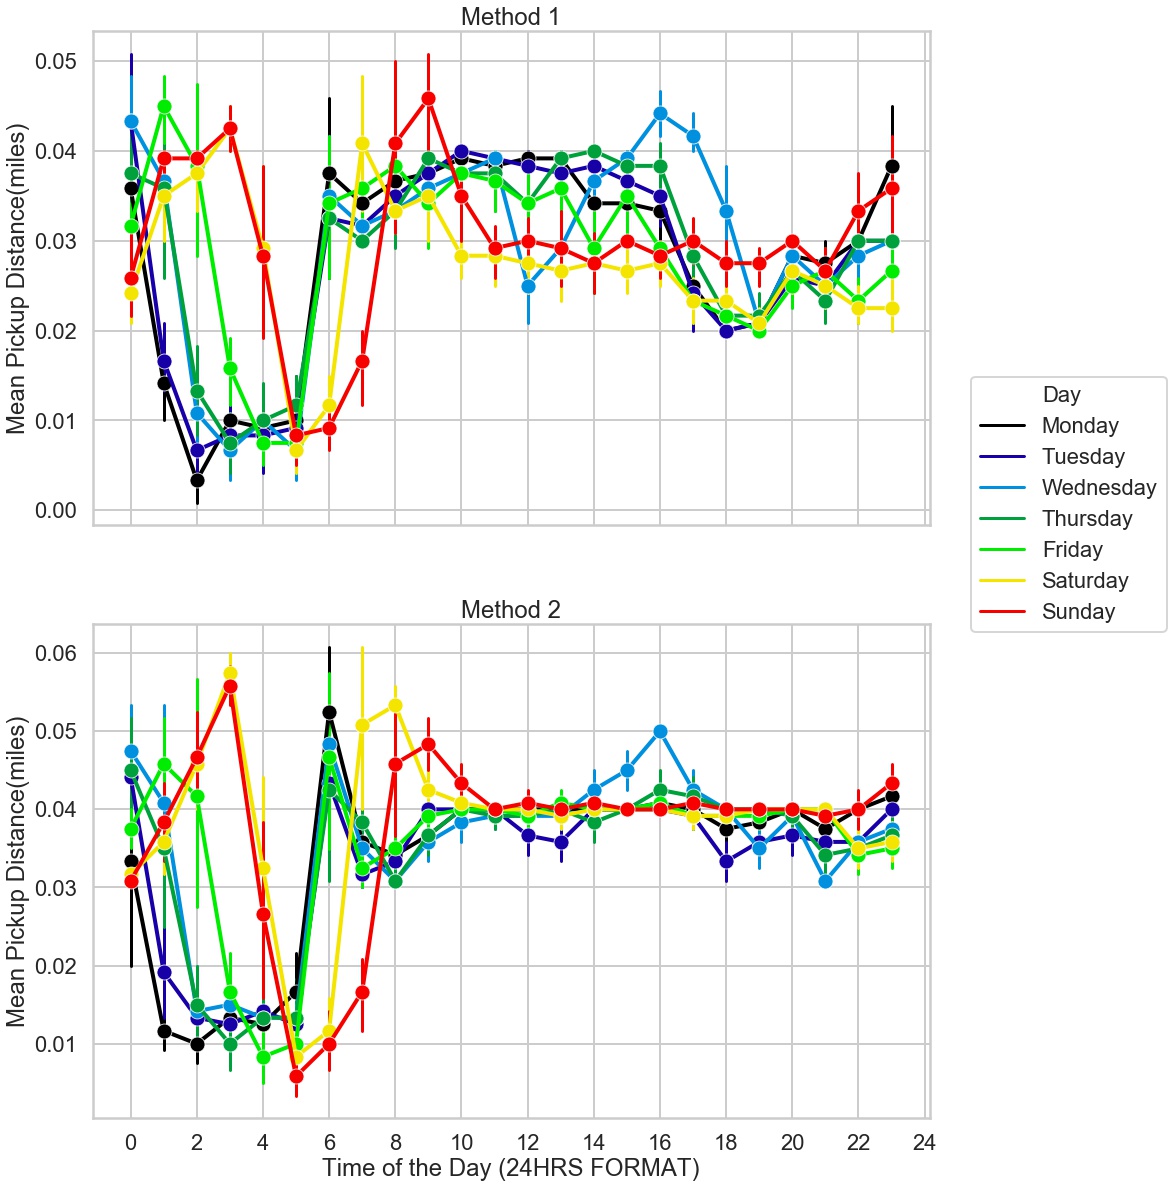 Method 1
0.05
0.04
0.03
0.02
0.01
0.00
Mean Pickup Distance(miles)
Day
Monday
Tuesday
Wednesday
Thursday
Friday
Saturday
Sunday
Method 2
0.06
0.05
0.04
0.03
0.02
0.01
Mean Pickup Distance(miles)
0 2 4 6 8 10 12 14 16 18 20 22 24
Time of the Day (24HRS FORMAT)